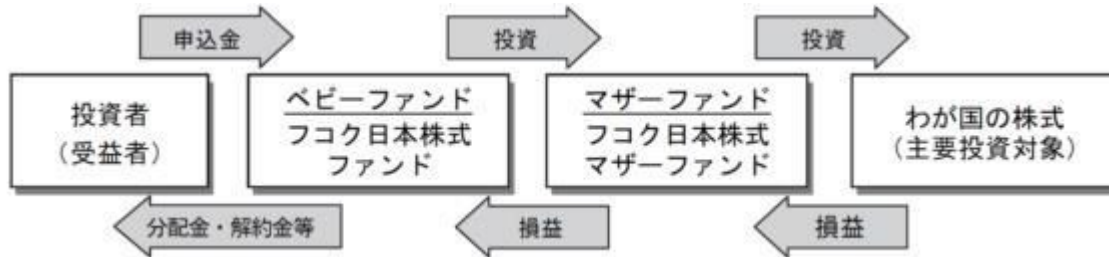 申込金
投資
投資
投資者
（受益者）
ベビーファンド
フコク日本株式
ファンド
マザーファンド
フコク日本株式
マザーファンド
わが国の株式
（主要投資対象）
分配金・解約金等
損益
損益